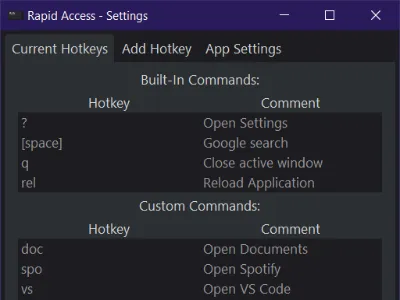 Rapid Access - Settings
Current Hotkeys Add Hotkey App Settings
Built-In Commands:
Hotkey Comment
? Open Settings
[space] Google search
q Close active window
rel Reload Application
Custom Commands:
Hotkey Comment
doc Open Documents
spo Open Spotify
vs Open VS Code